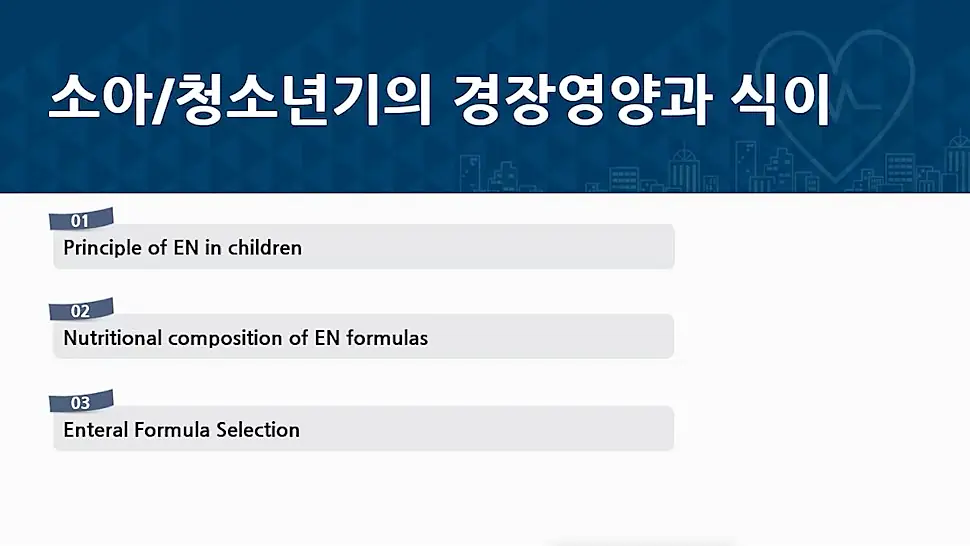 소아/청소년기의 경장영양과 식이
01
Principle of EN in children
02
Nutritional composition of EN formulas
03
Enteral Formula Selection